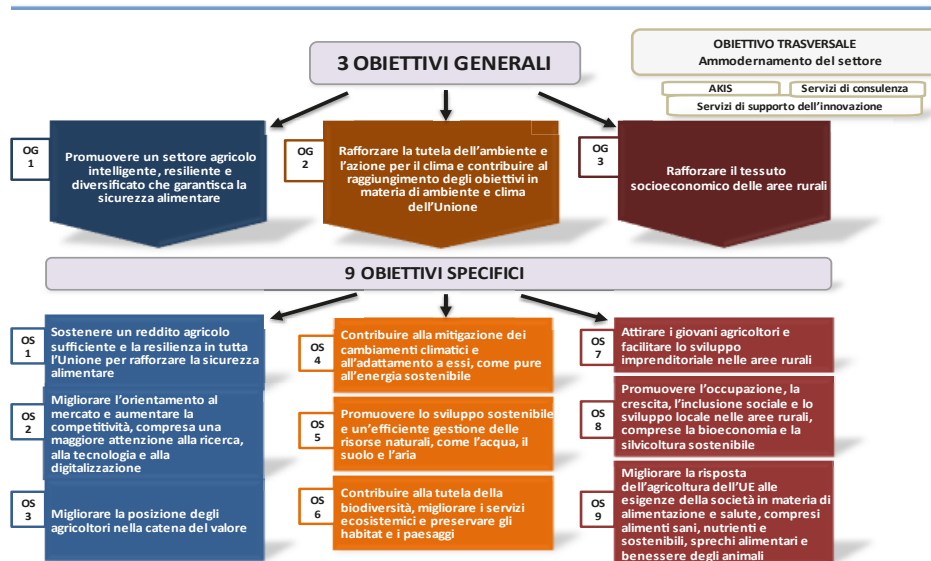 3 OBIETTIVI GENERALI
OBIETTIVO TRASVERSALE
Ammodernamento del settore
AKIS
Servizi di consulenza
Servizi di supporto dell'innovazione
OG
1
Promuovere un settore agricolo
intelligente, resiliente e
diversificato che garantisca la
sicurezza alimentare
OG
2
Rafforzare la tutela dell'ambiente e
l'azione per il clima e contribuire al
raggiungimento degli obiettivi in
materia di ambiente e clima
dell'Unione
OG
3
Rafforzare il tessuto
socioeconomico delle aree rurali
9 OBIETTIVI SPECIFICI
OS
1
Sostenere un reddito agricolo
sufficiente e la resilienza in tutta
l'Unione per rafforzare la sicurezza
alimentare
OS
2
Migliorare l'orientamento al
mercato e aumentare la
competitività, compresa una
maggiore attenzione alla ricerca,
alla tecnologia e alla
digitalizzazione
OS
3
Migliorare la posizione degli
agricoltori nella catena del valore
OS
4
Contribuire alla mitigazione dei
cambiamenti climatici e
all'adattamento a essi, come pure
all'energia sostenibile
OS
5
Promuovere lo sviluppo sostenibile
e un'efficiente gestione delle
risorse naturali, come l'acqua, il
suolo e l'aria
OS
6
Contribuire alla tutela della
biodiversità, migliorare i servizi
ecosistemici e preservare gli
habitat e i paesaggi
OS
7
Attirare i giovani agricoltori e
facilitare lo sviluppo
imprenditoriale nelle aree rurali
OS
8
Promuovere l'occupazione, la
crescita, l'inclusione sociale e lo
sviluppo locale nelle aree rurali,
comprese la bioeconomia e la
silvicoltura sostenibile
OS
9
Migliorare la risposta
dell'agricoltura dell'UE alle
esigenze della società in materia di
alimentazione e salute, compresi
alimenti sani, nutrienti e
sostenibili, sprechi alimentari e
benessere degli animali